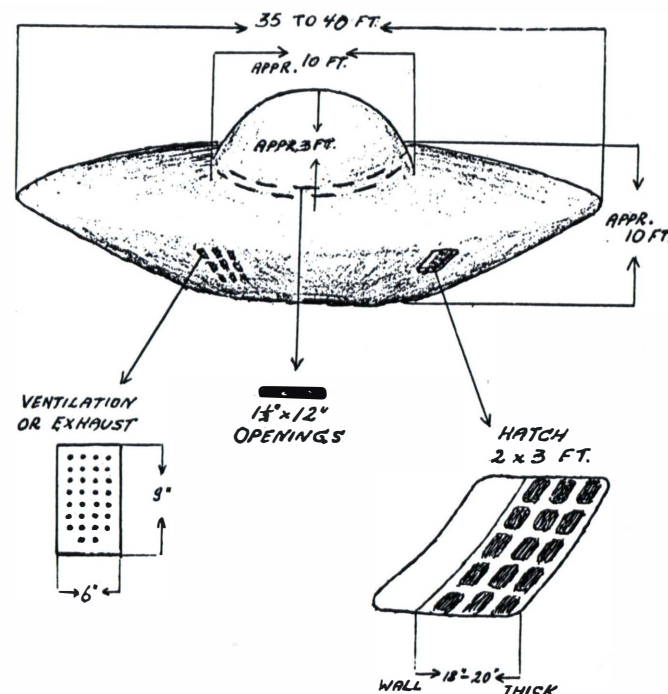 35 TO 40 FT.
APPR. 10 FT.
APPR. 3 FT.
APPR.
10 FT.
VENTILATION
OR EXHAUST
9"
6"
1½" x 12"
OPENINGS
HATCH
2 x 3 FT.
WALL 18"-20" THICK